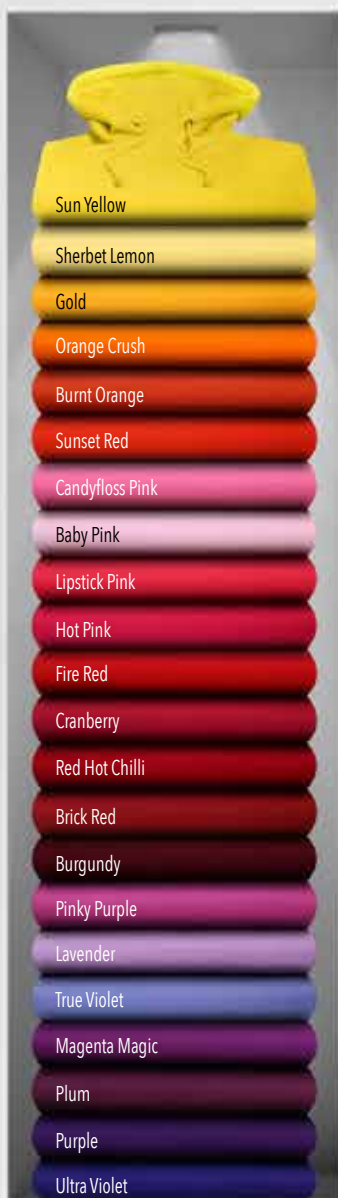 Sun Yellow
Sherbet Lemon
Gold
Orange Crush
Burnt Orange
Sunset Red
Candyfloss Pink
Baby Pink
Lipstick Pink
Hot Pink
Fire Red
Cranberry
Red Hot Chilli
Brick Red
Burgundy
Pinky Purple
Lavender
True Violet
Magenta Magic
Plum
Purple
Ultra Violet